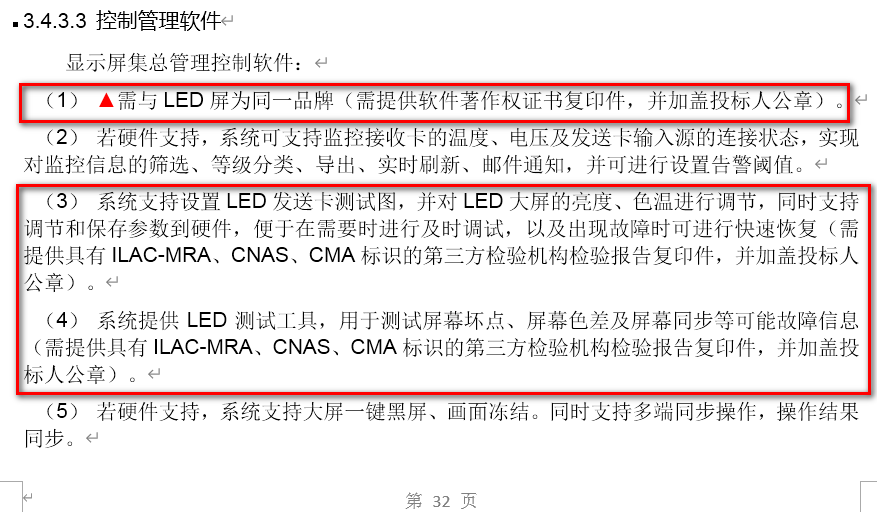 3.4.3.3 控制管理软件
显示屏集总管理控制软件：
（1） ▲需与 LED 屏为同一品牌（需提供软件著作权证书复印件，并加盖投标人公章）。
（2） 若硬件支持，系统可支持监控接收卡的温度、电压及发送卡输入源的连接状态，实现
对监控信息的筛选、等级分类、导出、实时刷新、邮件通知，并可进行设置告警阈值。
（3） 系统支持设置 LED 发送卡测试图，并对 LED 大屏的亮度、色温进行调节，同时支持
调节和保存参数到硬件，便于在需要时进行及时调试，以及出现故障时可进行快速恢复（需
提供具有 ILAC-MRA、CNAS、CMA 标识的第三方检验机构检验报告复印件，并加盖投标人
公章）。
（4） 系统提供 LED 测试工具，用于测试屏幕坏点、屏幕色差及屏幕同步等可能故障信息
（需提供具有 ILAC-MRA、CNAS、CMA 标识的第三方检验机构检验报告复印件，并加盖投
标人公章）。
（5） 若硬件支持，系统支持大屏一键黑屏、画面冻结。同时支持多端同步操作，操作结果
同步。
第 32 页